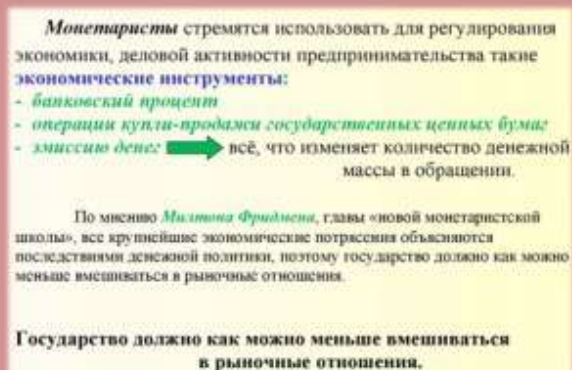 Монетаристы стремятся использовать для регулирования
экономики, деловой активности предпринимательства такие
экономические инструменты:
- банковский процент
- операции купли-продажи государственных ценных бумаг
- эмиссию денег всё, что изменяет количество денежной
массы в обращении.
По мнению Милтона Фридмена, главы «новой монетаристской
школы», все крупнейшие экономические потрясения объясняются
последствиями денежной политики, поэтому государство должно как можно
меньше вмешиваться в рыночные отношения.
Государство должно как можно меньше вмешиваться
в рыночные отношения.